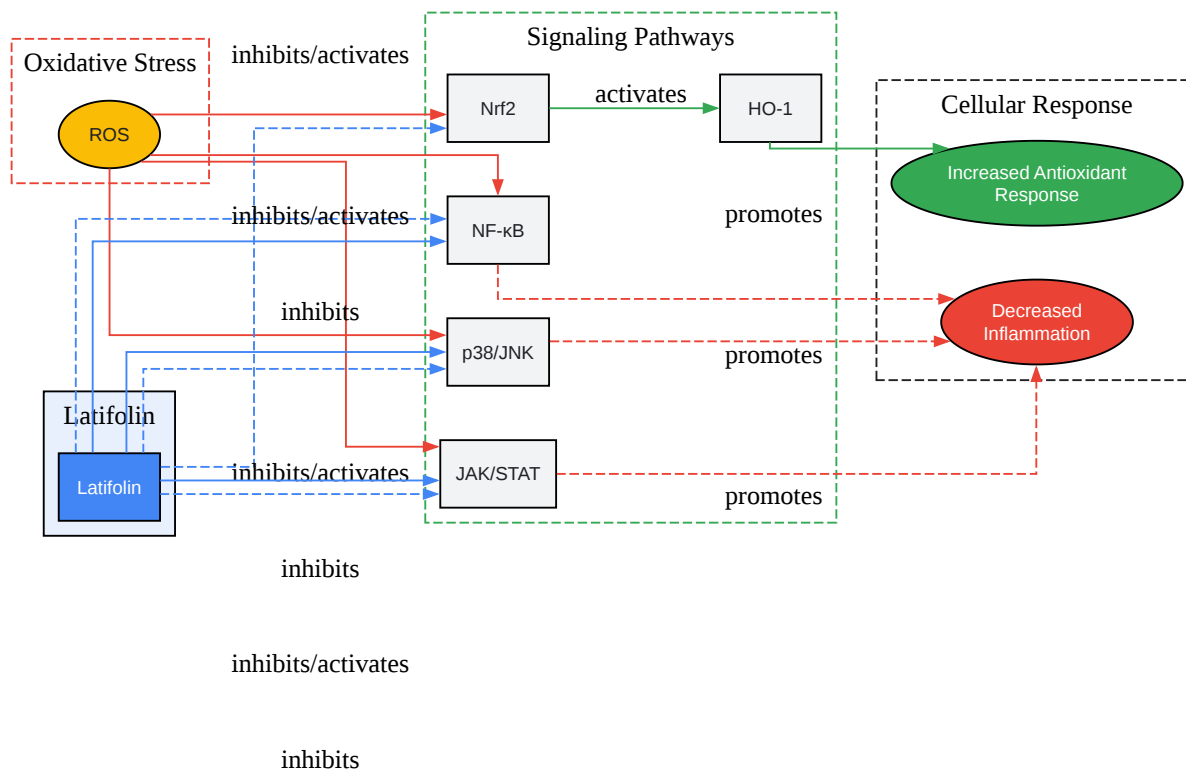 Signaling Pathways
inhibits/activates
Oxidative Stress
activates
Cellular Response
Nrf2
HO-1
ROS
Increased Antioxidant
Response
inhibits/activates
promotes
NF-κB
inhibits
Decreased
Inflammation
p38/JNK
promotes
Latifolin
inhibits/activates
JAK/STAT
Latifolin
promotes
inhibits
inhibits/activates
inhibits